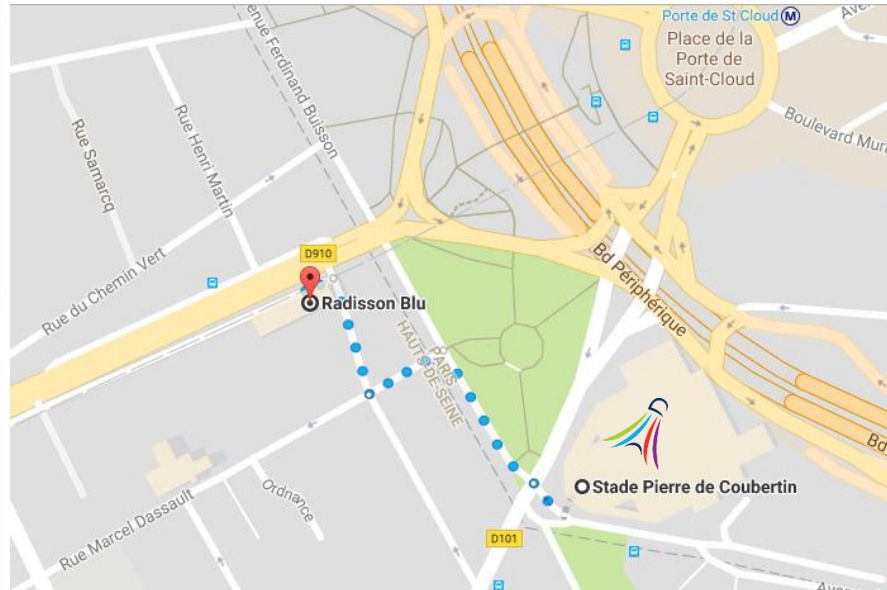 Porte de St Cloud M
Place de la
Porte de
Saint-Cloud
Boulevard Mur
Rue Ferdinand Buisson
Rue Samarcq
Rue Henri Martin
Rue du Chemin Vert
D910
Radisson Blu
Bd Périphérique
PARIS
HAUTS-DE-SEINE
Bd
Stade Pierre de Coubertin
Rue Marcel Dassault
Ordnance
D101